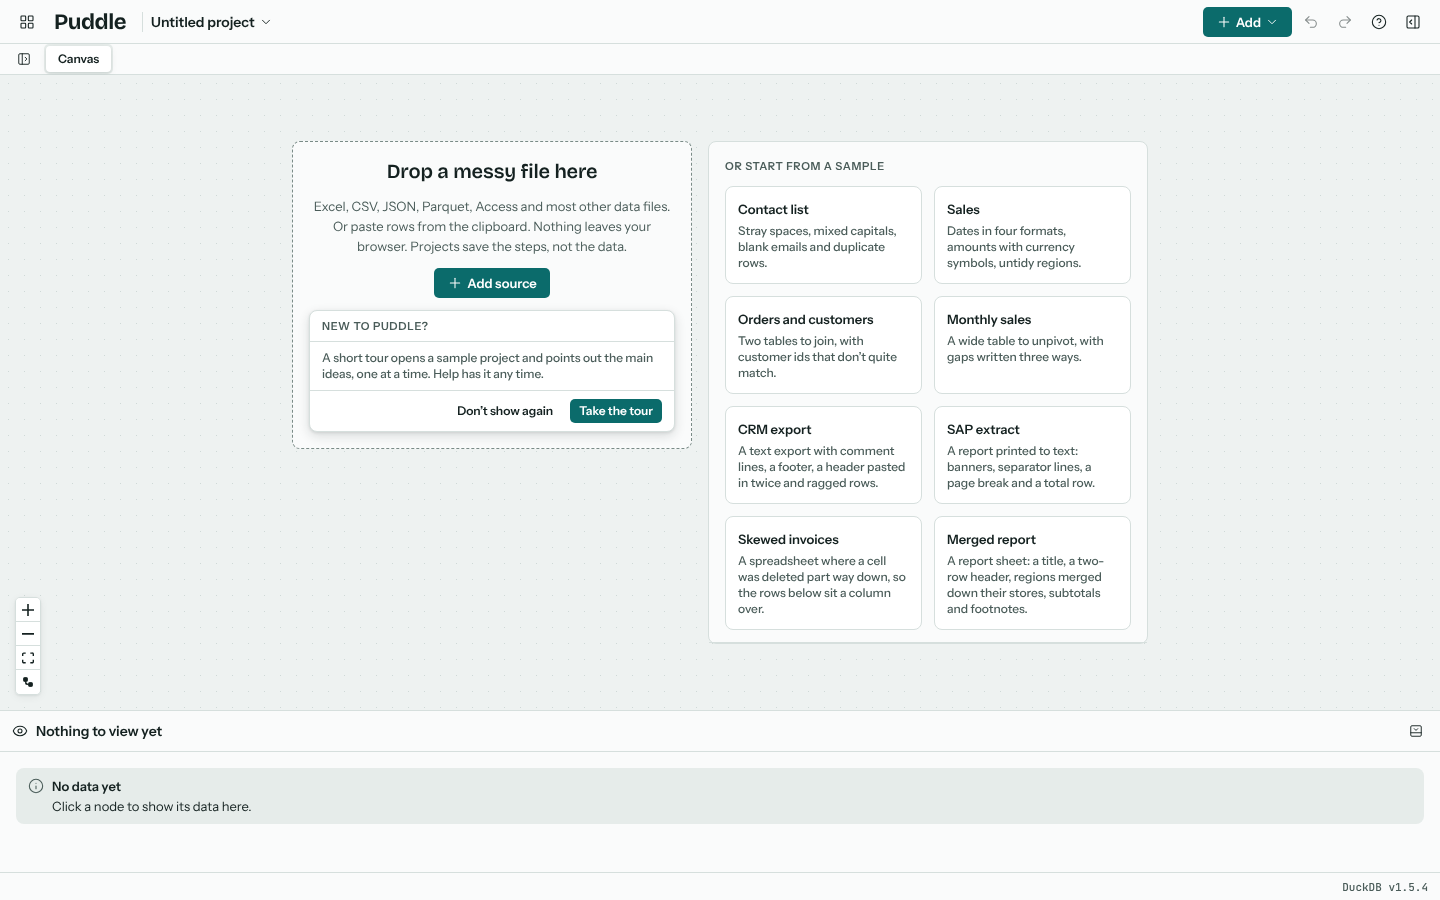 Puddle
Untitled project
Add
Canvas
Drop a messy file here
Excel, CSV, JSON, Parquet, Access and most other data files.
Or paste rows from the clipboard. Nothing leaves your
browser. Projects save the steps, not the data.
Add source
NEW TO PUDDLE?
A short tour opens a sample project and points out the main
ideas, one at a time. Help has it any time.
Don't show again
Take the tour
OR START FROM A SAMPLE
Contact list
Stray spaces, mixed capitals,
blank emails and duplicate
rows.
Sales
Dates in four formats,
amounts with currency
symbols, untidy regions.
Orders and customers
Two tables to join, with
customer ids that don't quite
match.
Monthly sales
A wide table to unpivot, with
gaps written three ways.
CRM export
A text export with comment
lines, a footer, a header pasted
in twice and ragged rows.
SAP extract
A report printed to text:
banners, separator lines, a
page break and a total row.
Skewed invoices
A spreadsheet where a cell
was deleted part way down, so
the rows below sit a column
over.
Merged report
A report sheet: a title, a two-
row header, regions merged
down their stores, subtotals
and footnotes.
Nothing to view yet
No data yet
Click a node to show its data here.
DuckDB v1.5.4